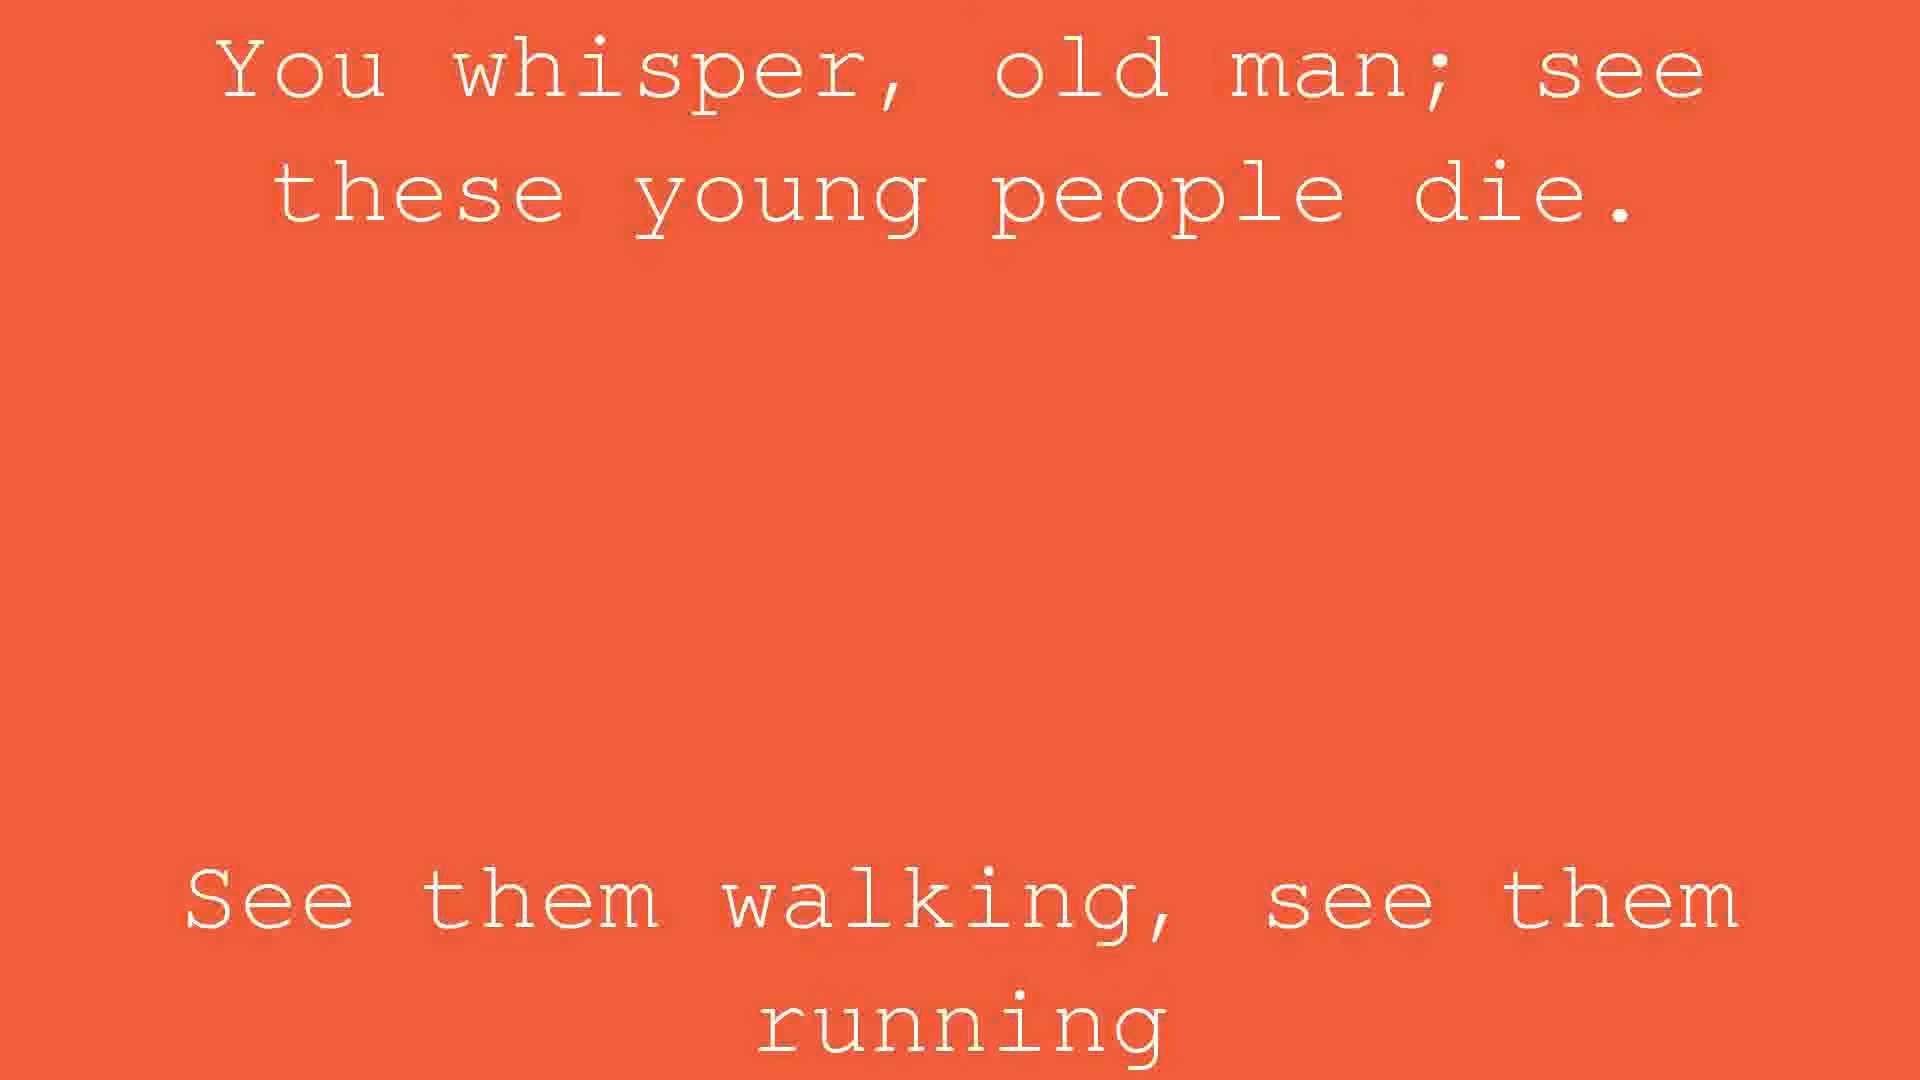 You whisper, old man; see
these young people die.
See them walking, see them
running